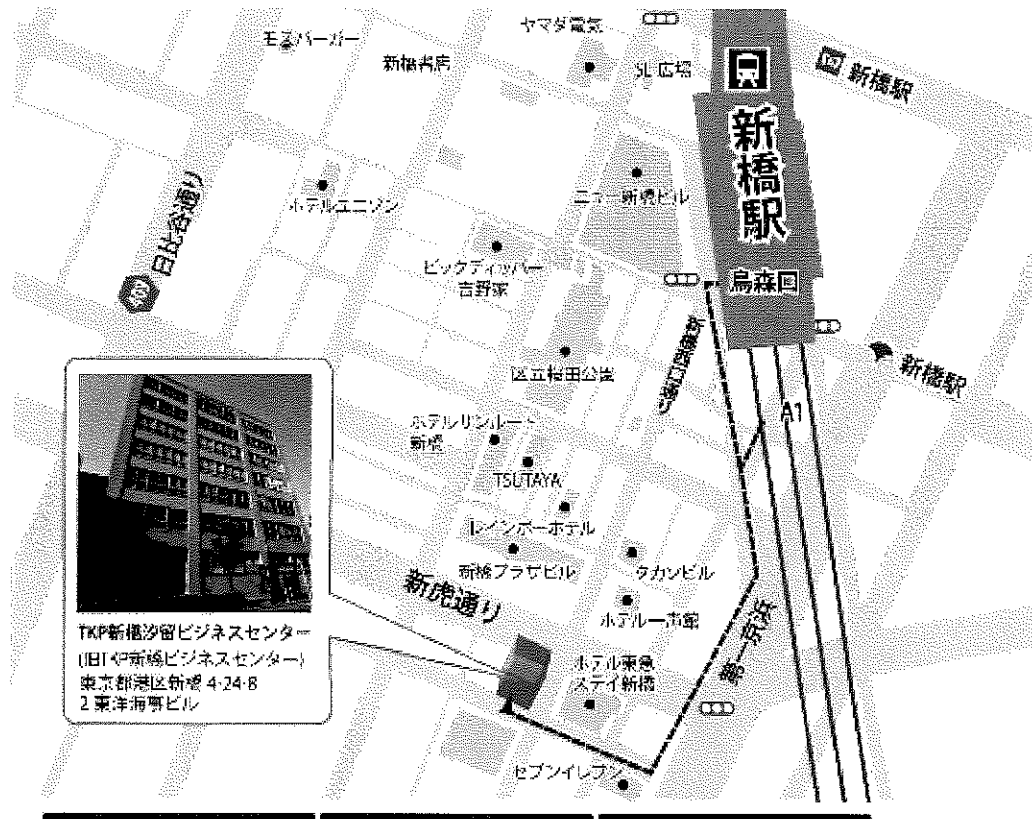 ヤマダ電気
モスバーガー
新橋書店
SL広場
新橋駅
新橋駅
ホテルユニゾン
ニュー新橋ビル
日比谷通り
409
ビックディッパー
吉野家
烏森口
新橋駅
区立桜田公園
A1
ホテルサンルート
新橋
TSUTAYA
レインボーホテル
新橋プラザビル
タカンビル
新虎通り
ホテル一声館
第一京浜
ホテル東急
ステイ新橋
セブンイレブン
TKP新橋汐留ビジネスセンター
(旧TKP新橋ビジネスセンター)
東京都港区新橋 4-24-8
2 東洋海事ビル